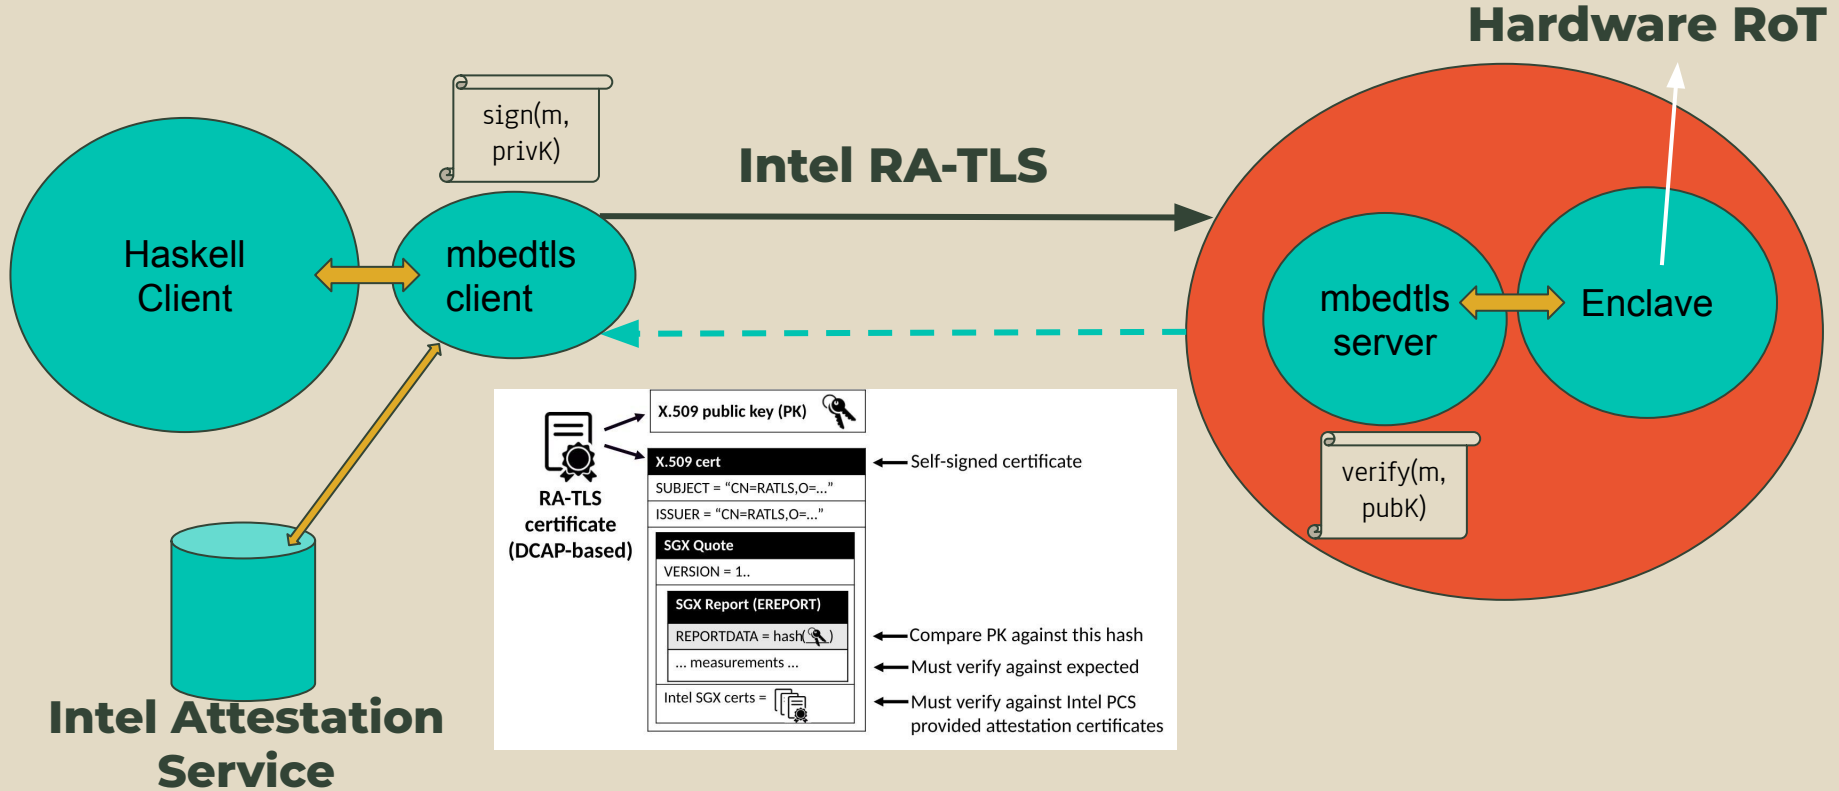 Hardware RoT
sign(m,
privK)
Intel RA-TLS
Haskell
Client
mbedtls
client
mbedtls
server
Enclave
verify(m,
pubK)
Intel Attestation
Service
RA-TLS
certificate
(DCAP-based)
X.509 public key (PK)
X.509 cert
Self-signed certificate
SUBJECT = “CN=RATLS,O=...”
ISSUER = “CN=RATLS,O=...”
SGX Quote
VERSION = 1..
SGX Report (EREPORT)
REPORTDATA = hash( )
Compare PK against this hash
... measurements ...
Must verify against expected
Intel SGX certs =
Must verify against Intel PCS
provided attestation certificates